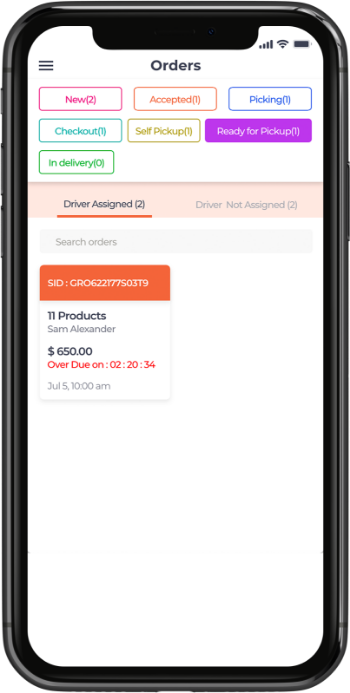 Orders
New(2)
Accepted(1)
Picking(1)
Checkout(1)
Self Pickup(1)
Ready for Pickup(1)
In delivery(0)
Driver Assigned (2)
Driver Not Assigned (2)
Search orders
SID : GRO622177S03T9
11 Products
Sam Alexander
$ 650.00
Over Due on : 02 : 20 : 34
Jul 5, 10:00 am